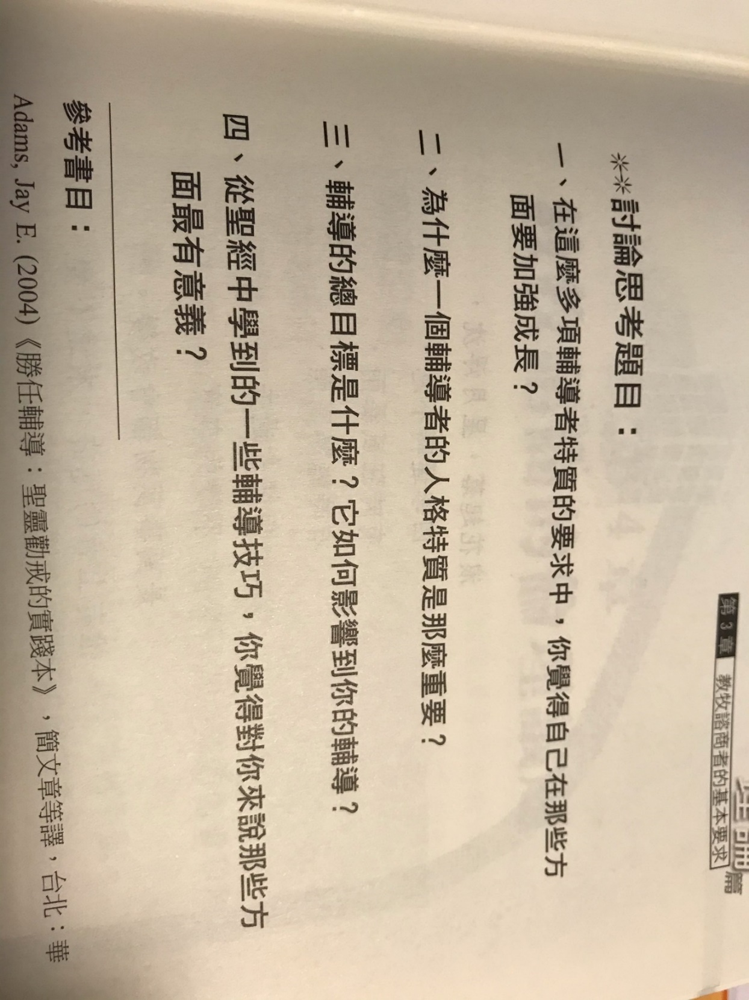 篇
第3章 教牧諮商者的基本要求
**討論思考題目：
一、在這麼多項輔導者特質的要求中，你覺得自己在那些方
面要加強成長？
二、為什麼一個輔導者的人格特質是那麼重要？
三、輔導的總目標是什麼？它如何影響到你的輔導？
四、從聖經中學到的一些輔導技巧，你覺得對你來說那些方
面最有意義？
參考書目：
Adams, Jay E. (2004)《勝任輔導：聖靈勸戒的實踐本》，簡文章等譯，台北：華